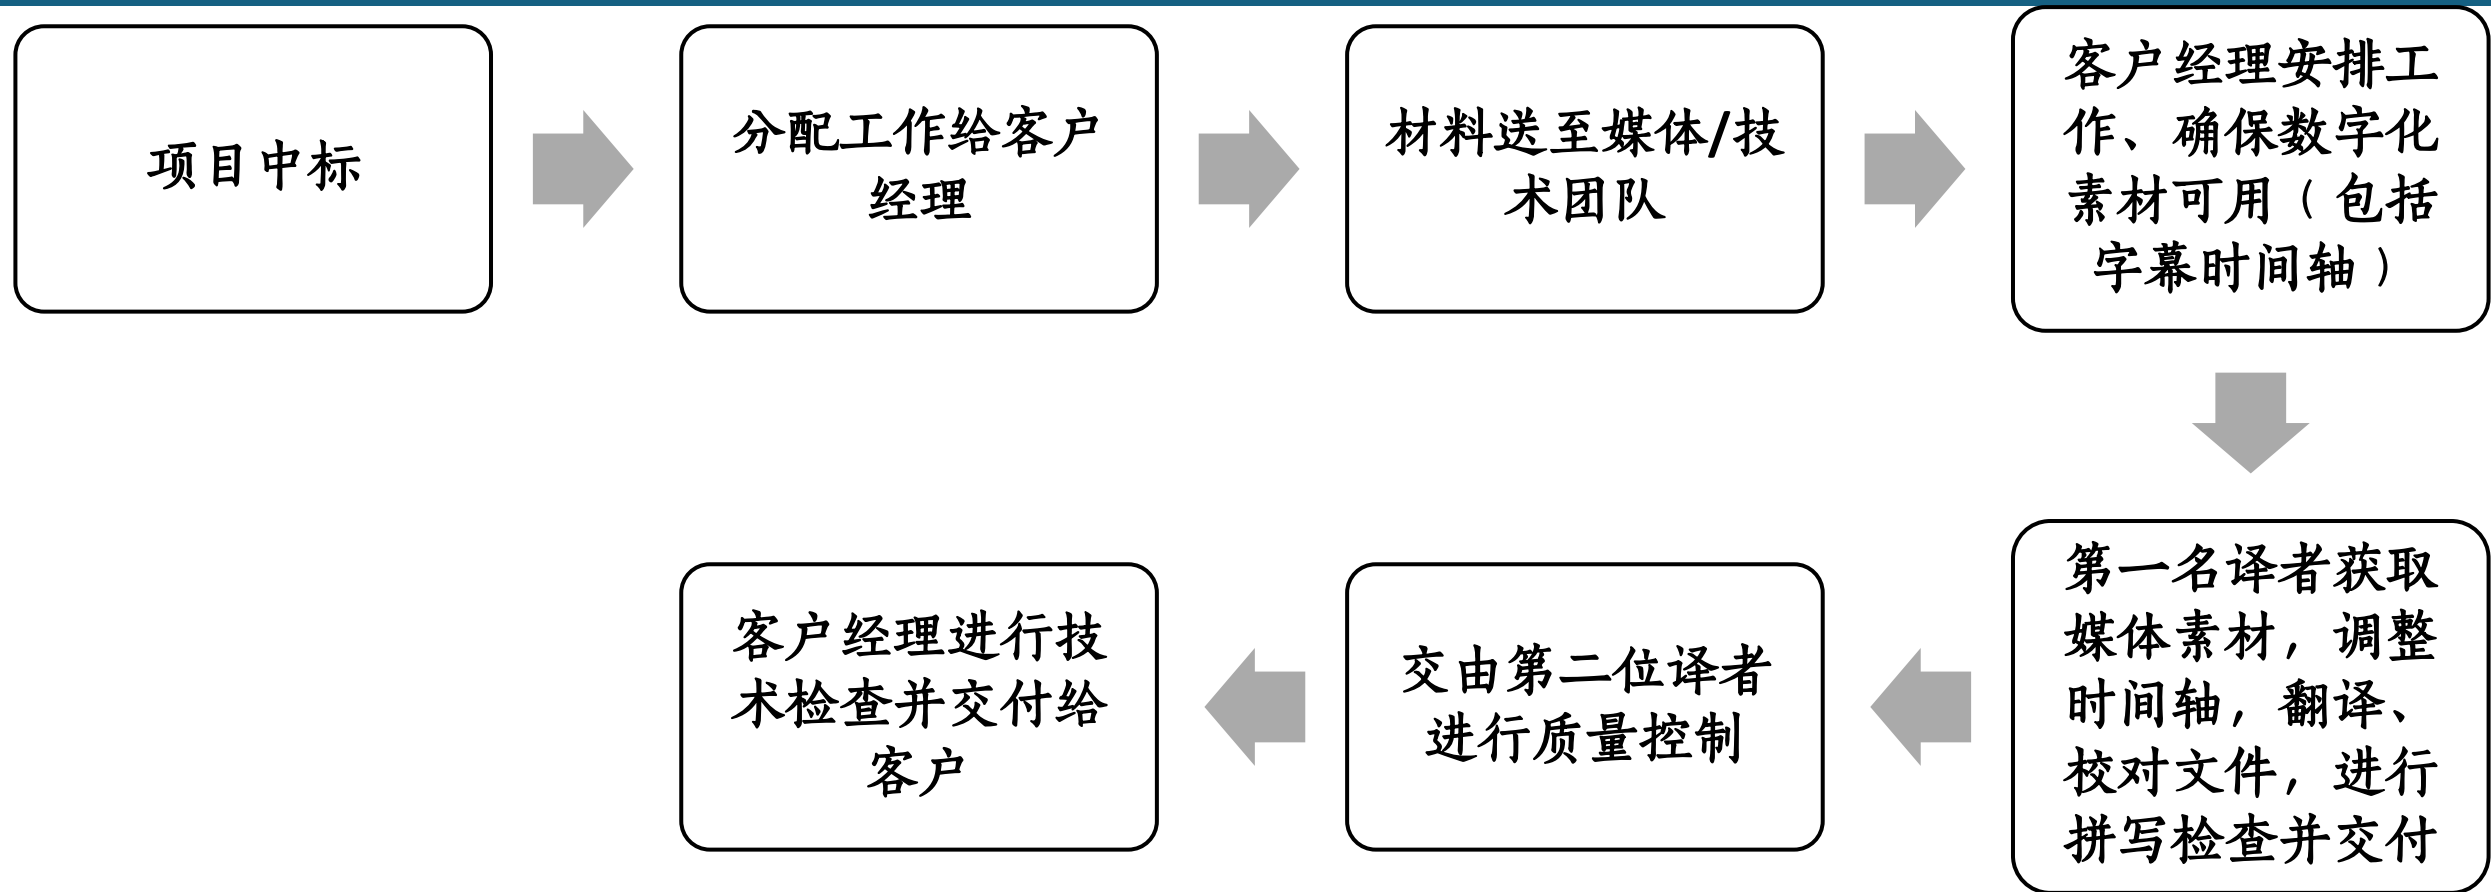 项目中标
分配工作给客户
经理
材料送至媒体/技
术团队
客户经理安排工
作、确保数字化
素材可用（包括
字幕时间轴）
第一名译者获取
媒体素材，调整
时间轴，翻译、
校对文件，进行
拼写检查并交付
交由第二位译者
进行质量控制
客户经理进行技
术检查并交付给
客户